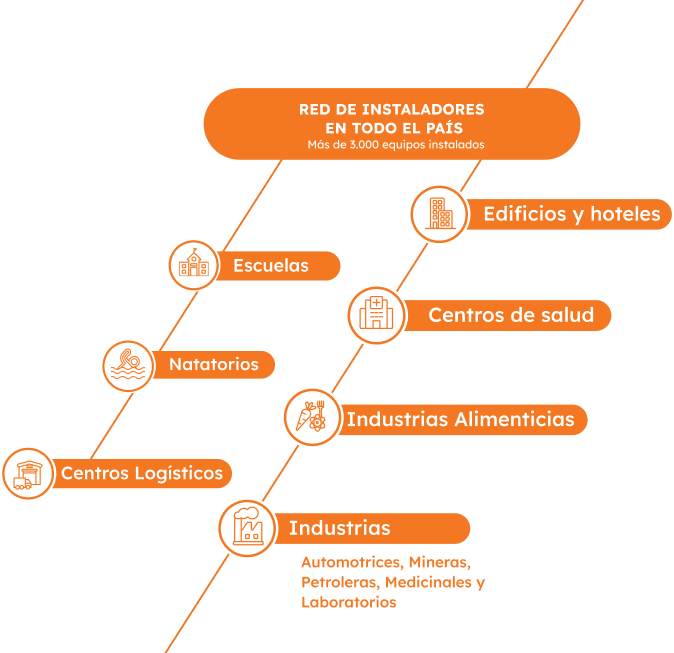 RED DE INSTALADORES
EN TODO EL PAÍS
Más de 3.000 equipos instalados
Edificios y hoteles
Escuelas
Centros de salud
Natatorios
Industrias Alimenticias
Centros Logísticos
Industrias
Automotrices, Mineras,
Petroleras, Medicinales y
Laboratorios